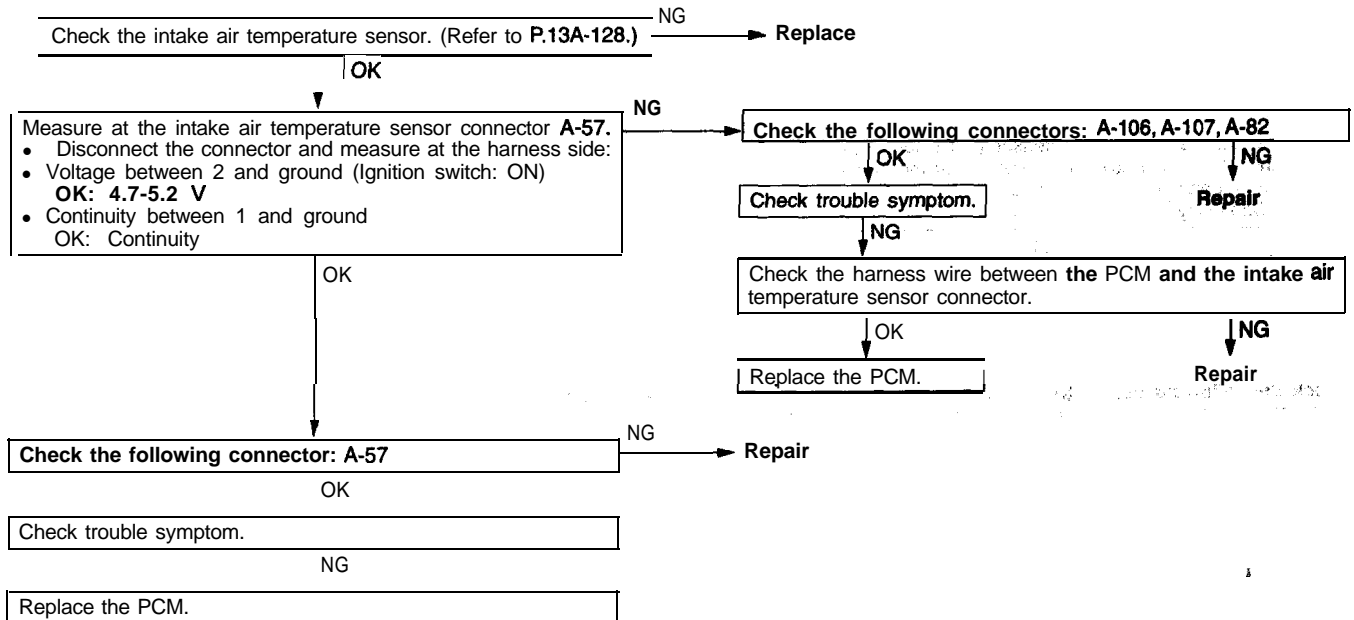 NG
Check the intake air temperature sensor. (Refer to P.13A-128.)
Replace
OK
Measure at the intake air temperature sensor connector A-57.
• Disconnect the connector and measure at the harness side:
• Voltage between 2 and ground (Ignition switch: ON)
OK: 4.7-5.2 V
• Continuity between 1 and ground
OK: Continuity
NG
Check the following connectors: A-106, A-107, A-82
OK
NG
Check trouble symptom.
Repair
NG
Check the harness wire between the PCM and the intake air
temperature sensor connector.
OK
NG
Replace the PCM.
Repair
OK
Check the following connector: A-57
NG
Repair
OK
Check trouble symptom.
NG
Replace the PCM.